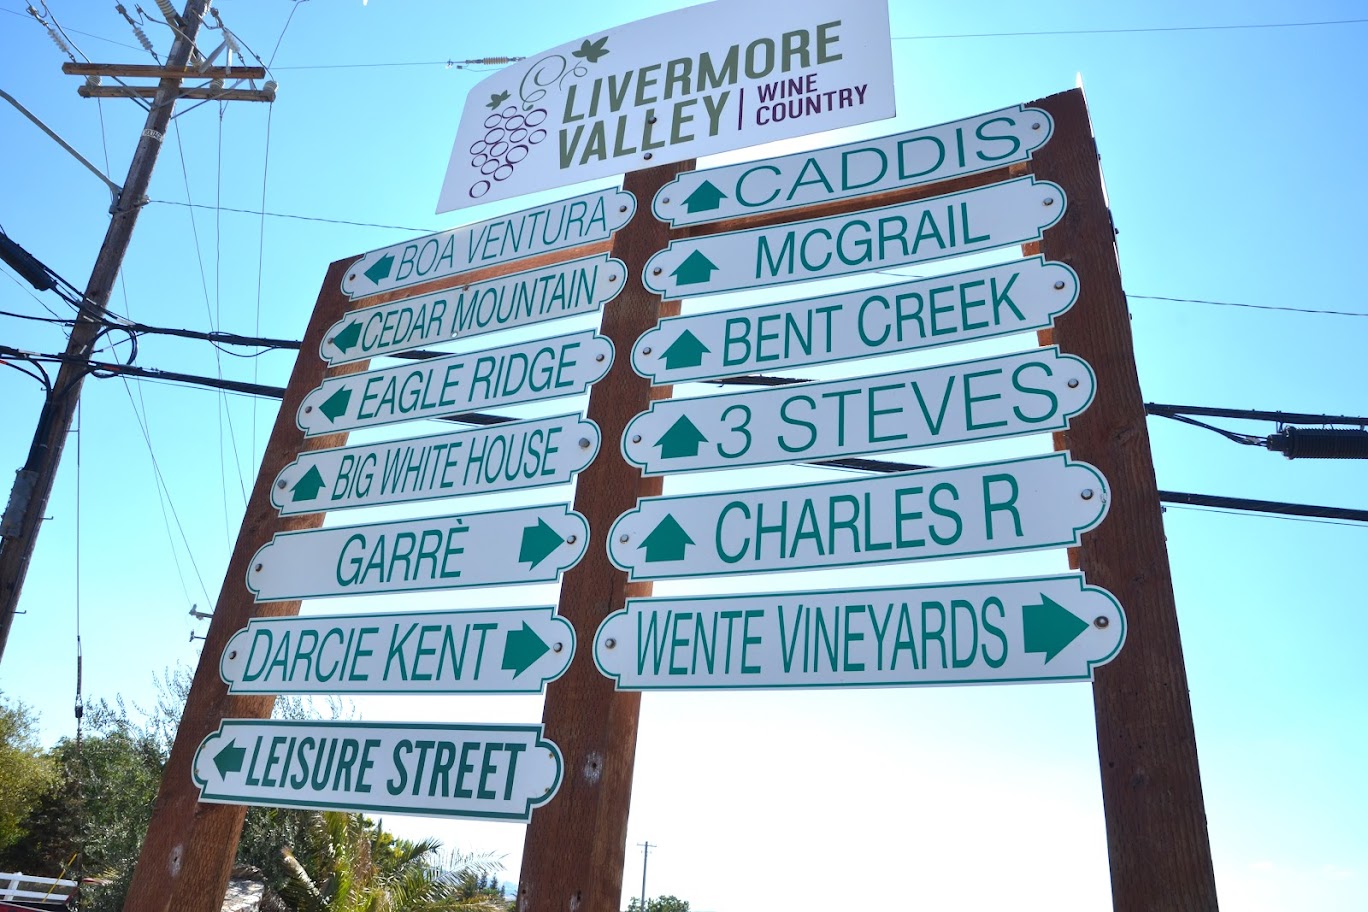 LIVERMORE
VALLEY
WINE
COUNTRY
BOA VENTURA
CEDAR MOUNTAIN
EAGLE RIDGE
BIG WHITE HOUSE
GARRÈ
DARCIE KENT
LEISURE STREET
CADDIS
MCGRAIL
BENT CREEK
3 STEVES
CHARLES R
WENTE VINEYARDS